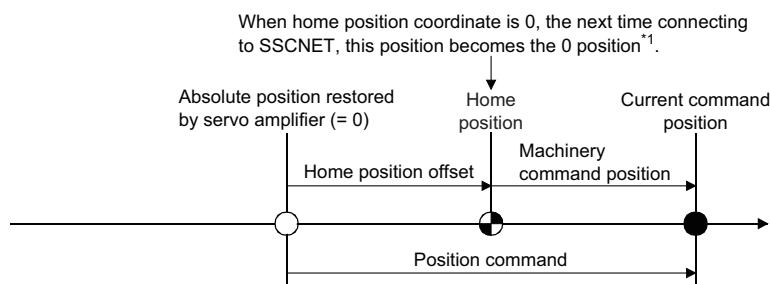 When home position coordinate is 0, the next time connecting
to SSCNET, this position becomes the 0 position*1.
Absolute position restored
by servo amplifier (= 0)
Home
position
Current command
position
Home position offset
Machinery
command position
Position command